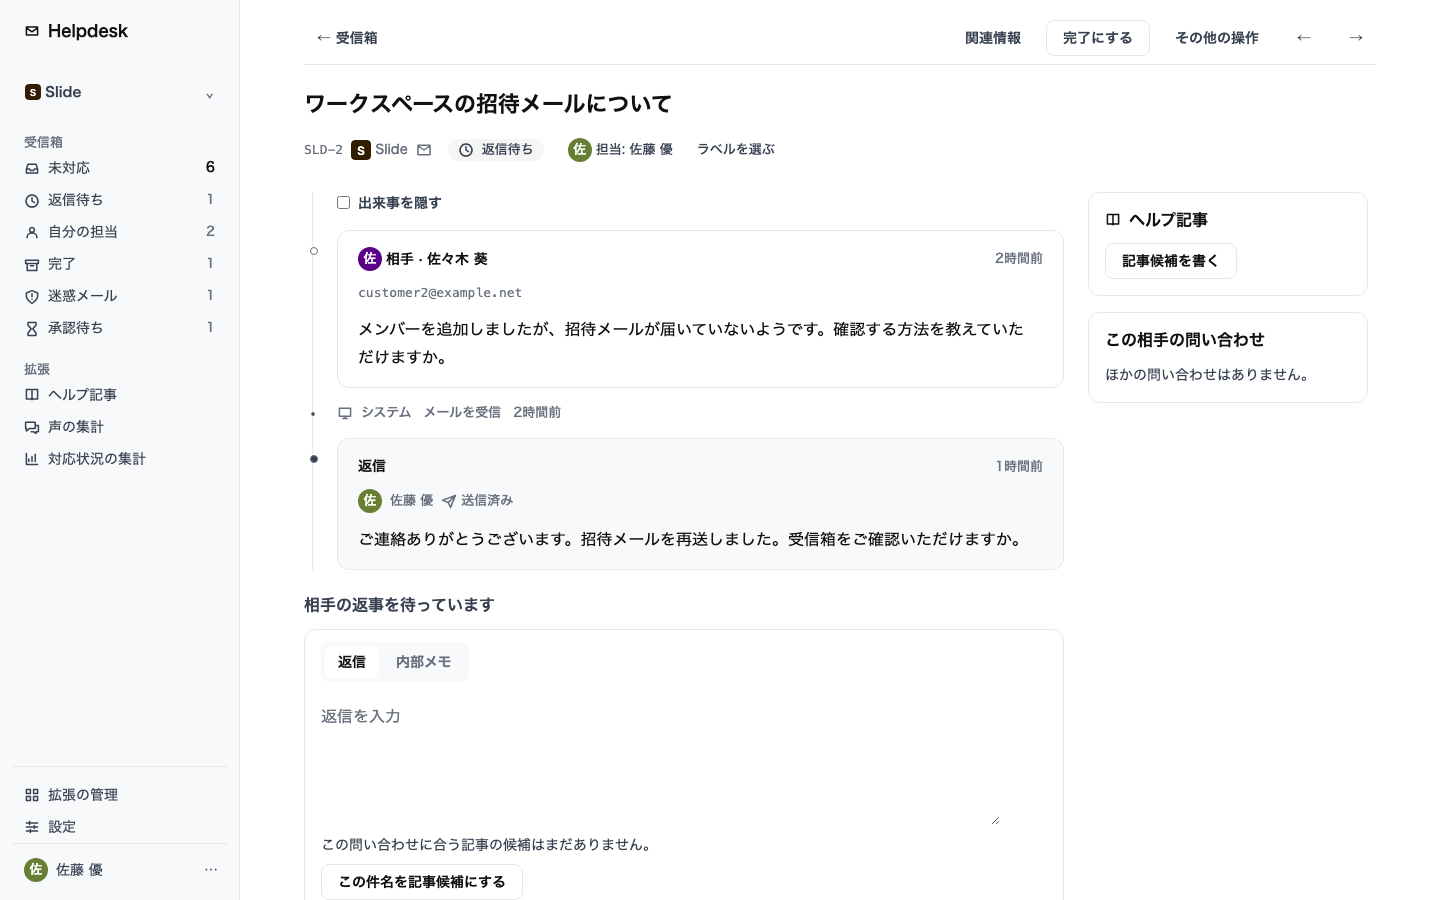 Helpdesk
S Slide
受信箱
未対応 6
返信待ち 1
自分の担当 2
完了 1
迷惑メール 1
承認待ち 1
拡張
ヘルプ記事
声の集計
対応状況の集計
拡張の管理
設定
佐 佐藤 優 …
← 受信箱
関連情報 完了にする その他の操作 ← →
ワークスペースの招待メールについて
SLD-2 S Slide 返信待ち 佐 担当: 佐藤 優 ラベルを選ぶ
出来事を隠す
佐 相手 · 佐々木 葵 2時間前
customer2@example.net
メンバーを追加しましたが、招待メールが届いていないようです。確認する方法を教えていた
だけますか。
システム メールを受信 2時間前
返信 1時間前
佐 佐藤 優 送信済み
ご連絡ありがとうございます。招待メールを再送しました。受信箱をご確認いただけますか。
相手の返事を待っています
返信 内部メモ
返信を入力
この問い合わせに合う記事の候補はまだありません。
この件名を記事候補にする
ヘルプ記事
記事候補を書く
この相手の問い合わせ
ほかの問い合わせはありません。